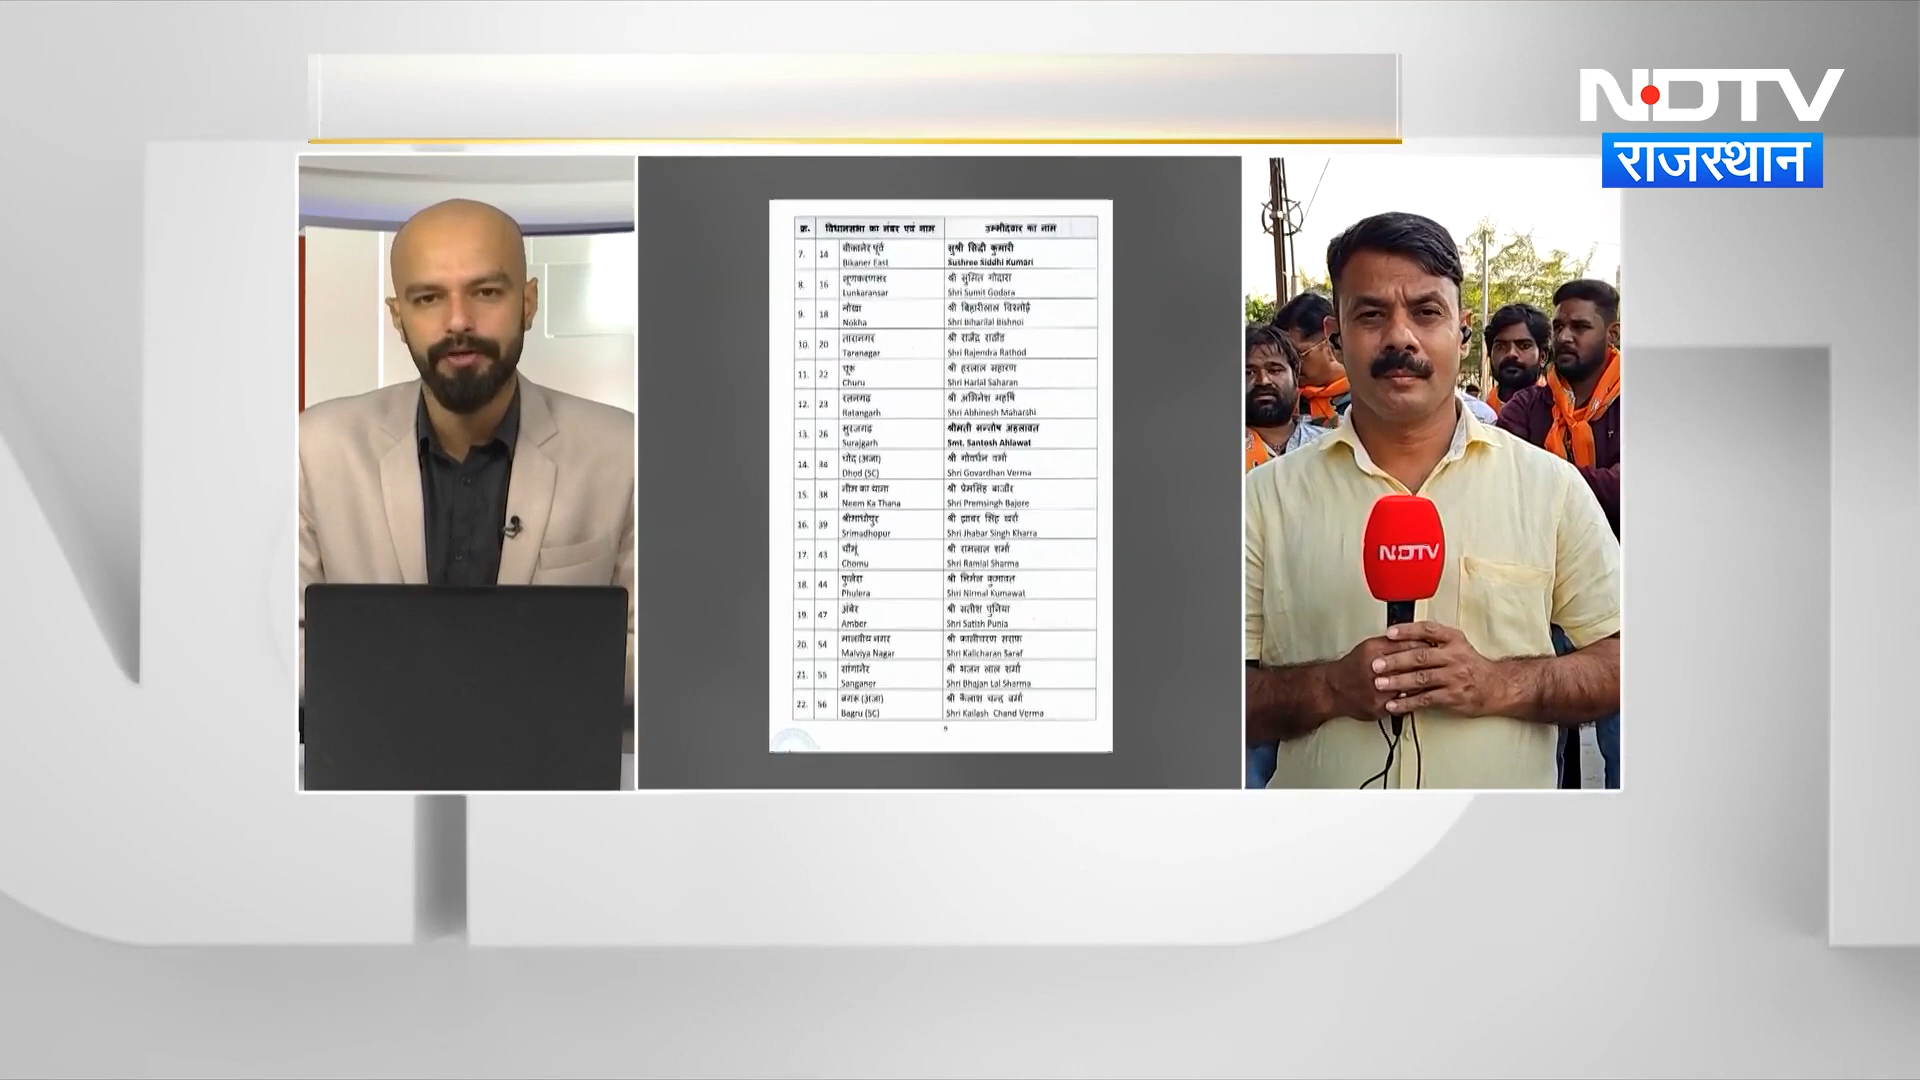 NDTV
राजस्थान
क्र. विधानसभा का नंबर एवं नाम उम्मीदवार का नाम
7. 14 बीकानेर पूर्व सुश्री सिद्धी कुमारी
Bikaner East Sushree Siddhi Kumari
8. 16 लूणकरणसर श्री सुमित गोदारा
Lunkaransar Shri Sumit Godara
9. 18 नोखा श्री बिहारीलाल विश्नोई
Nokha Shri Biharilal Bishnoi
10. 20 तारानगर श्री राजेंद्र राठौड़
Taranagar Shri Rajendra Rathod
11. 22 चूरू श्री हरलाल सहारण
Churu Shri Harlal Saharan
12. 23 रतनगढ़ श्री अभिनेश महर्षि
Ratangarh Shri Abhinesh Maharshi
13. 26 सूरजगढ़ श्रीमती सन्तोष अहलावत
Surajgarh Smt. Santosh Ahlawat
14. 34 धोद (अजा) श्री गोवर्धन वर्मा
Dhod (SC) Shri Govardhan Verma
15. 38 नीम का थाना श्री प्रेमसिंह बाजौर
Neem Ka Thana Shri Premsingh Bajore
16. 39 श्रीमाधोपुर श्री झाबर सिंह खर्रा
Srimadhopur Shri Jhabar Singh Kharra
17. 43 चौमूं श्री रामलाल शर्मा
Chomu Shri Ramlal Sharma
18. 44 फुलेरा श्री निर्मल कुमावत
Phulera Shri Nirmal Kumawat
19. 47 अंबेर श्री सतीश पुनिया
Amber Shri Satish Punia
20. 54 मालवीय नगर श्री कालीचरण सराफ
Malviya Nagar Shri Kalicharan Saraf
21. 55 सांगानेर श्री भजन लाल शर्मा
Sanganer Shri Bhajan Lal Sharma
22. 56 बगरू (अजा) श्री कैलाश चन्द वर्मा
Bagru (SC) Shri Kailash Chand Verma
NDTV